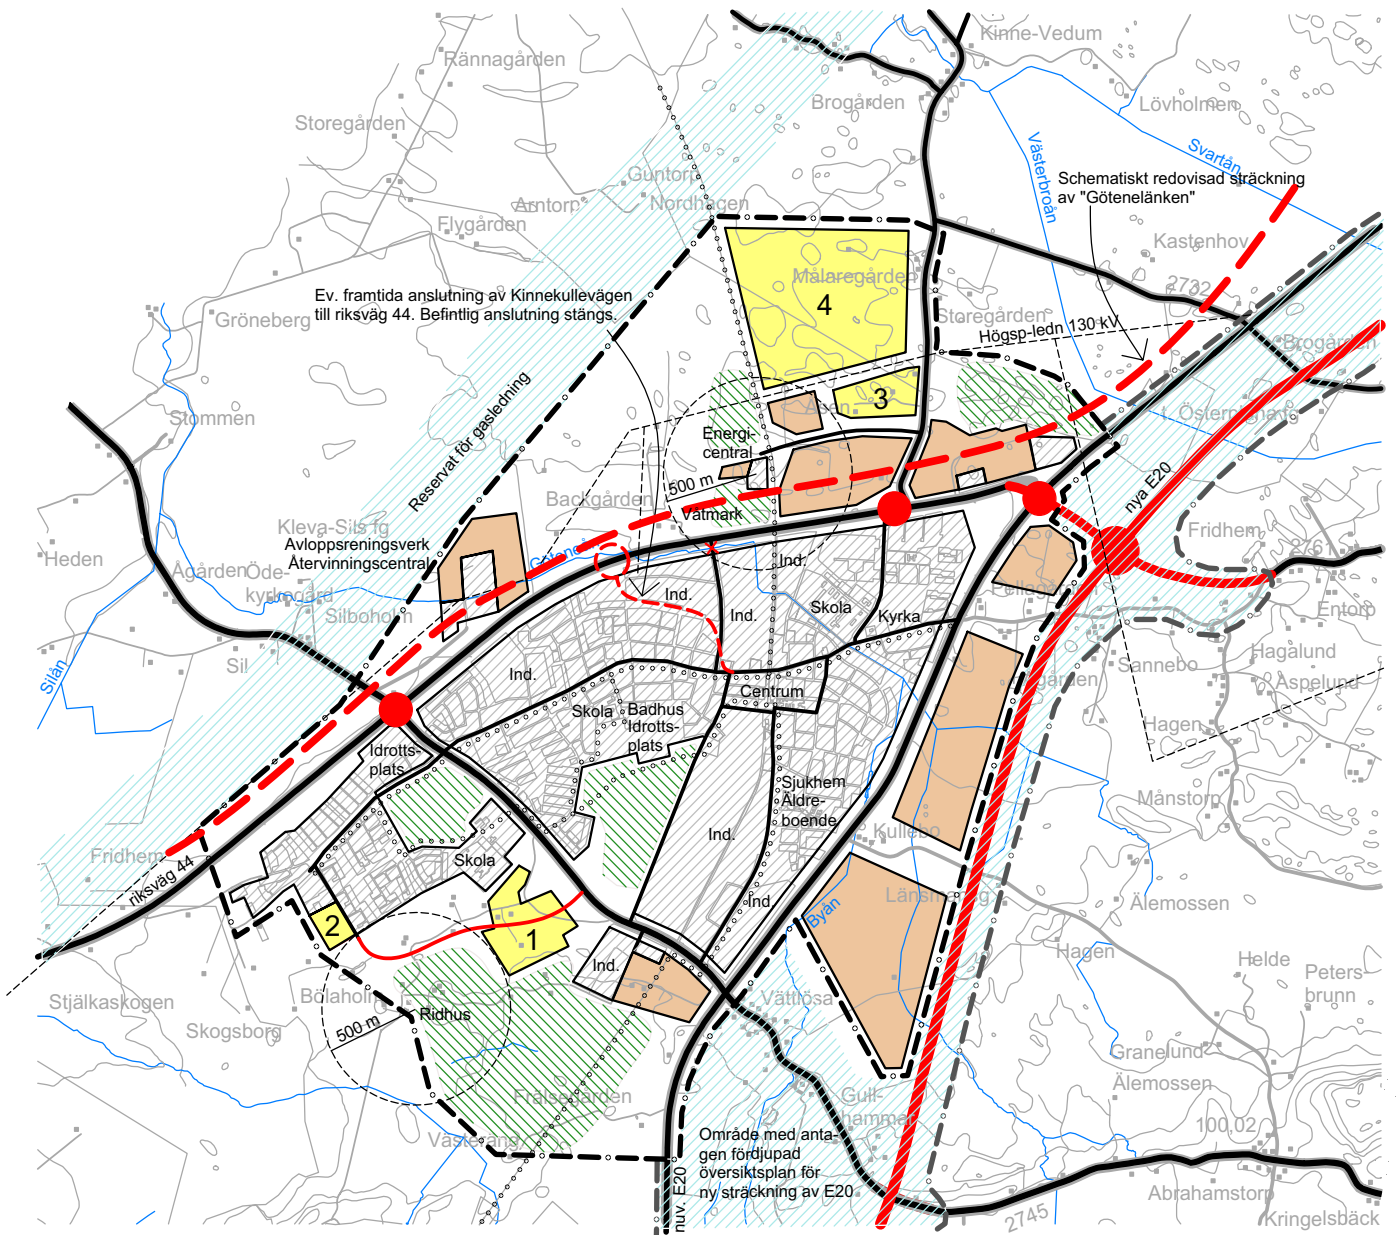 Kinne-Vedum
Rännagården
Brogården
Lövholmen
Storegården
Västerbroån
Svartån
Guntorp
Schematiskt redovisad sträckning
av "Götenelänken"
Arntorp
Nordhagen
Flygården
Kastenhov
Målaregården
2732
Ev. framtida anslutning av Kinnekullevägen
till riksväg 44. Befintlig anslutning stängs.
4
Gröneberg
Storegården
Högsp-ledn 130 kV
Brogården
Reservat för gasledning
Stommen
Åsen
3
Energi-
central
500 m
nya E20
Backgården
Våtmark
Kleva-Sils fg
Avloppsreningsverk
Återvinningscentral
Fridhem
Heden
Ågården
Öde-
kyrkogård
Silboholm
Ind.
Ind.
Ind.
Skola
Kyrka
Entorp
Sil
Silån
Ind.
Centrum
Sannebo
Hagalund
Aspelund
Skola
Badhus
Idrotts-
plats
Hagen
Idrotts-
plats
Sjukhem
Äldre-
boende
Månstorp
Ind.
Kullebo
Fridhem
riksväg 44
Skola
Ind.
Byån
Älemossen
2
1
Hagen
Helde
Ind.
Peters-
brunn
Stjälkaskogen
Bölaholm
Ridhus
Vättlösa
Skogsborg
500 m
Granelund
Älemossen
Frälsegården
Gull-
hammar
100.02
Västeräng
Område med anta-
gen fördjupad
översiktsplan för
ny sträckning av E20
nuv. E20
Abrahamstorp
2745
Kringelsbäck